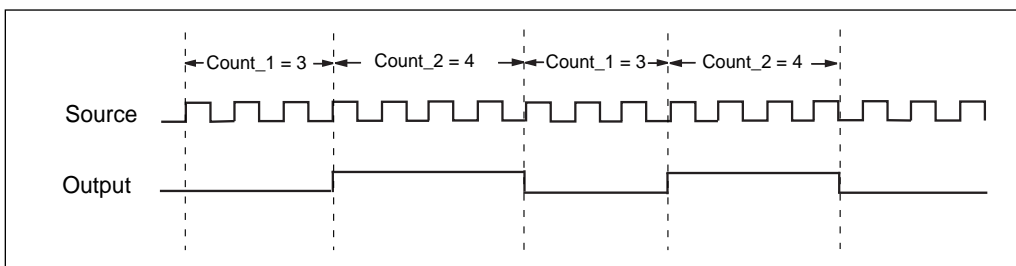 Count_1 = 3 Count_2 = 4 Count_1 = 3 Count_2 = 4
Source
Output